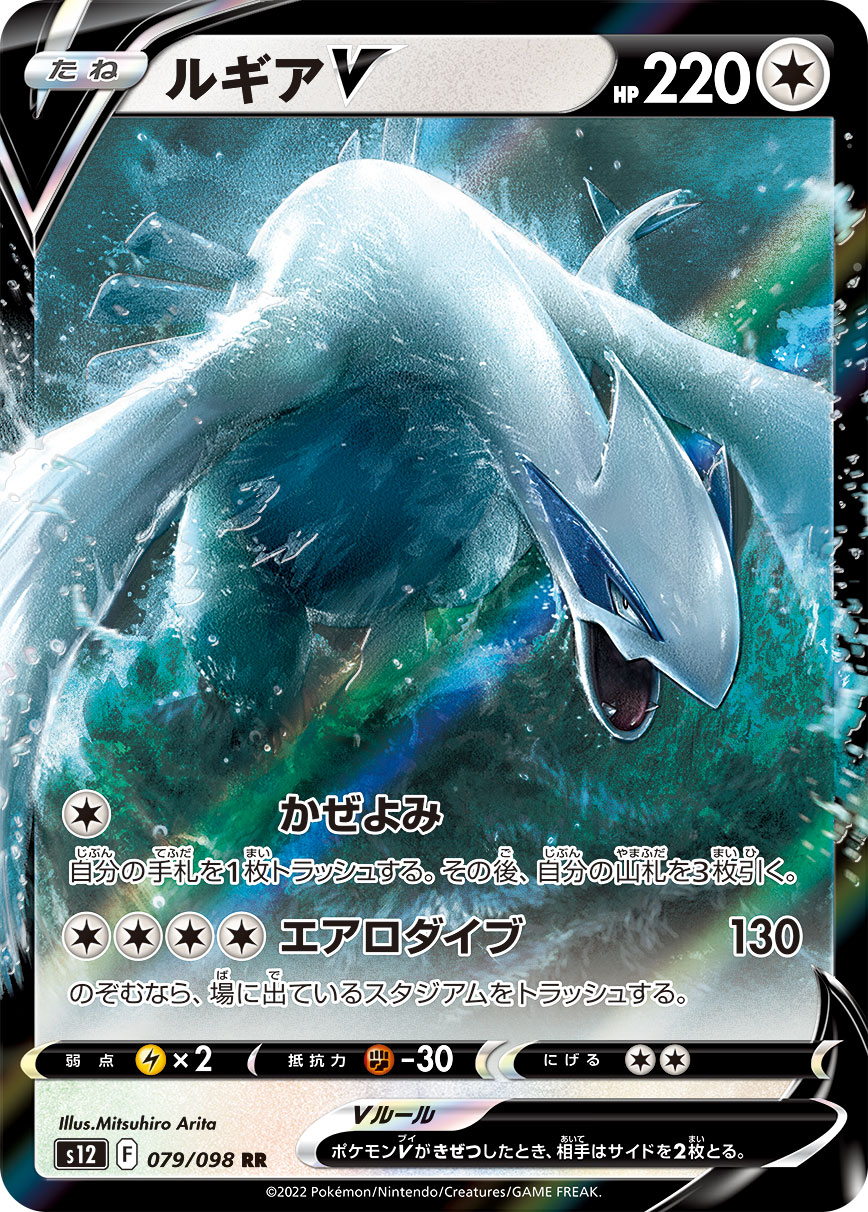 たね
ルギアV
HP 220
かぜよみ
自分の手札を1枚トラッシュする。その後、自分の山札を3枚引く。
エアロダイブ 130
のぞむなら、場に出ているスタジアムをトラッシュする。
弱点 ×2 抵抗力 -30 にげる
Illus.Mitsuhiro Arita
Vルール
ポケモンVがきぜつしたとき、相手はサイドを2枚とる。
s12 F 079/098 RR
©2022 Pokémon/Nintendo/Creatures/GAME FREAK.